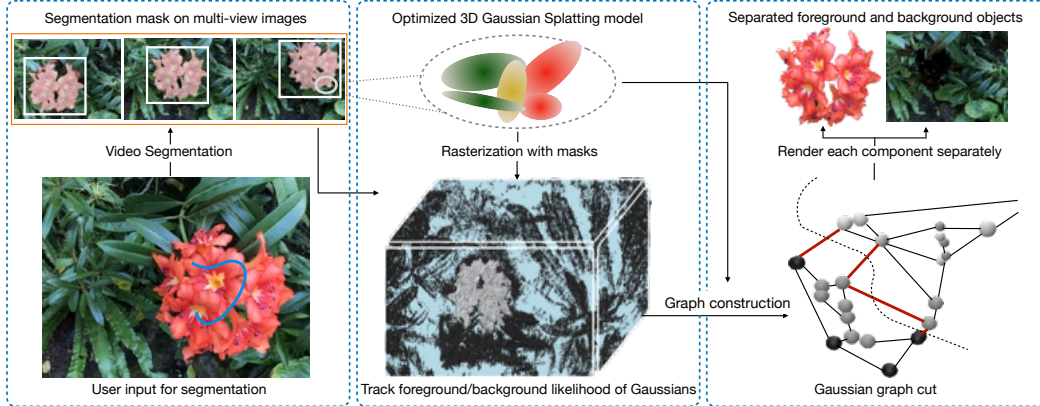 Segmentation mask on multi-view images
Video Segmentation
User input for segmentation
Optimized 3D Gaussian Splatting model
Rasterization with masks
Track foreground/background likelihood of Gaussians
Separated foreground and background objects
Render each component separately
Graph construction
Gaussian graph cut